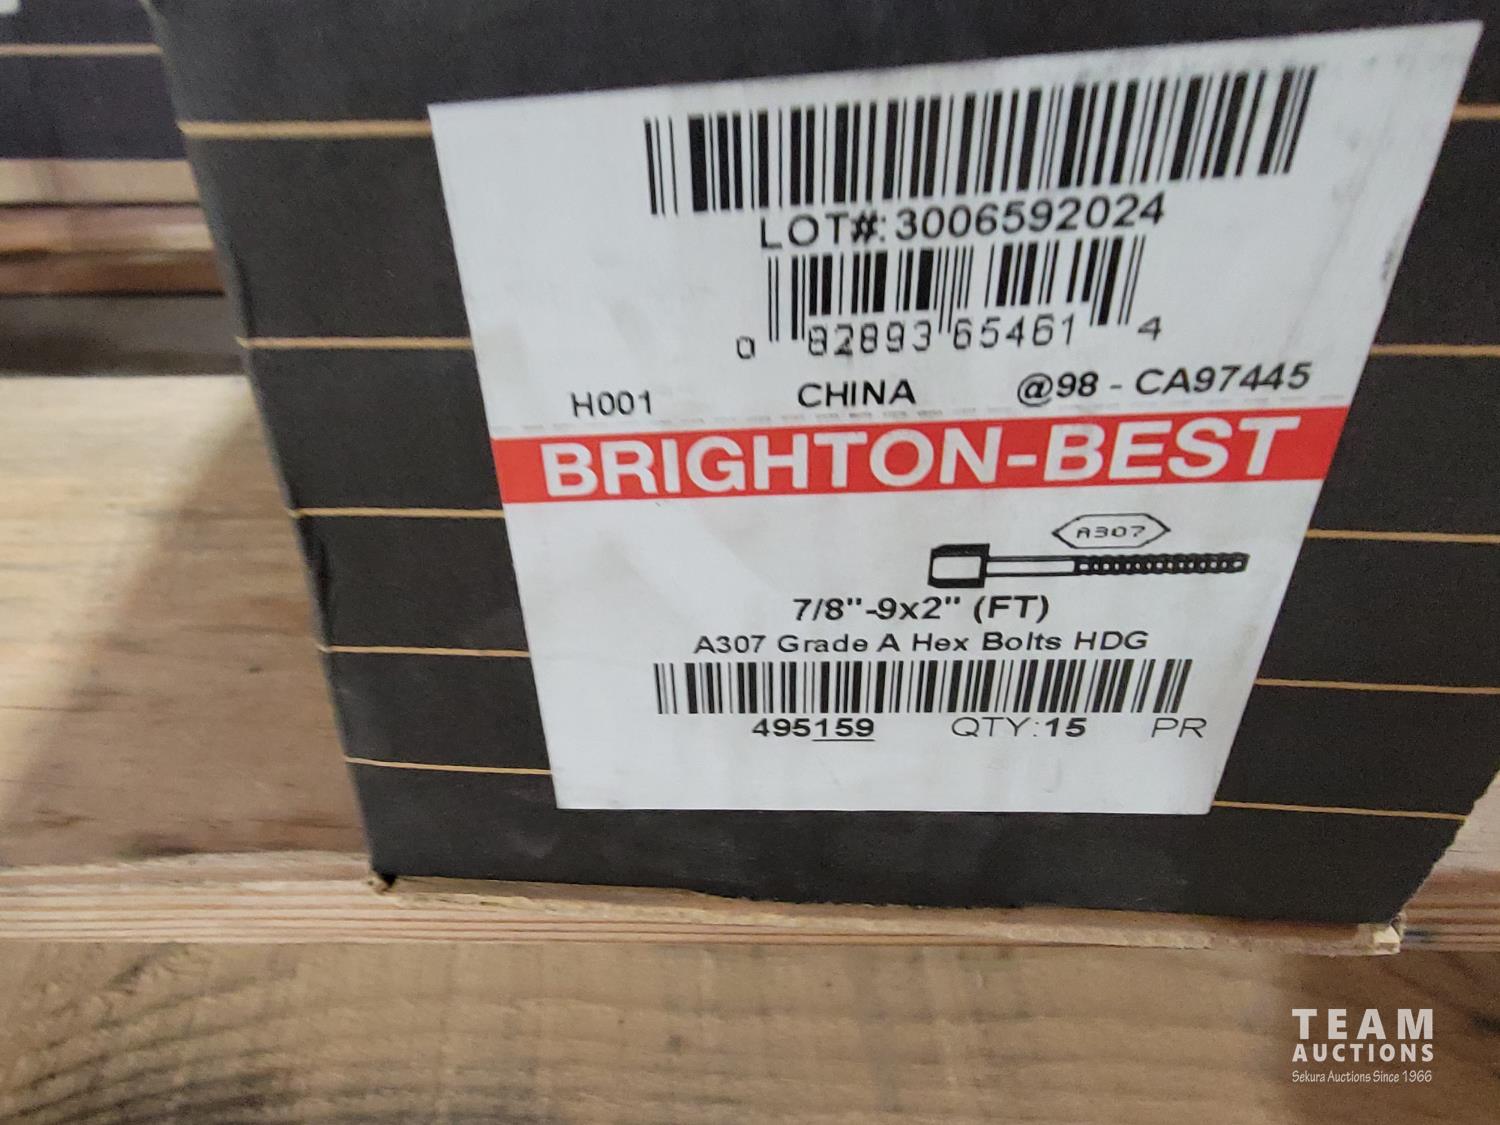 LOT#: 3006592024
0 82893 65461 4
H001 CHINA @98 - CA97445
BRIGHTON-BEST
A307
7/8"-9x2" (FT)
A307 Grade A Hex Bolts HDG
495159 QTY:15 PR
TEAM
AUCTIONS
Sekura Auctions Since 1966